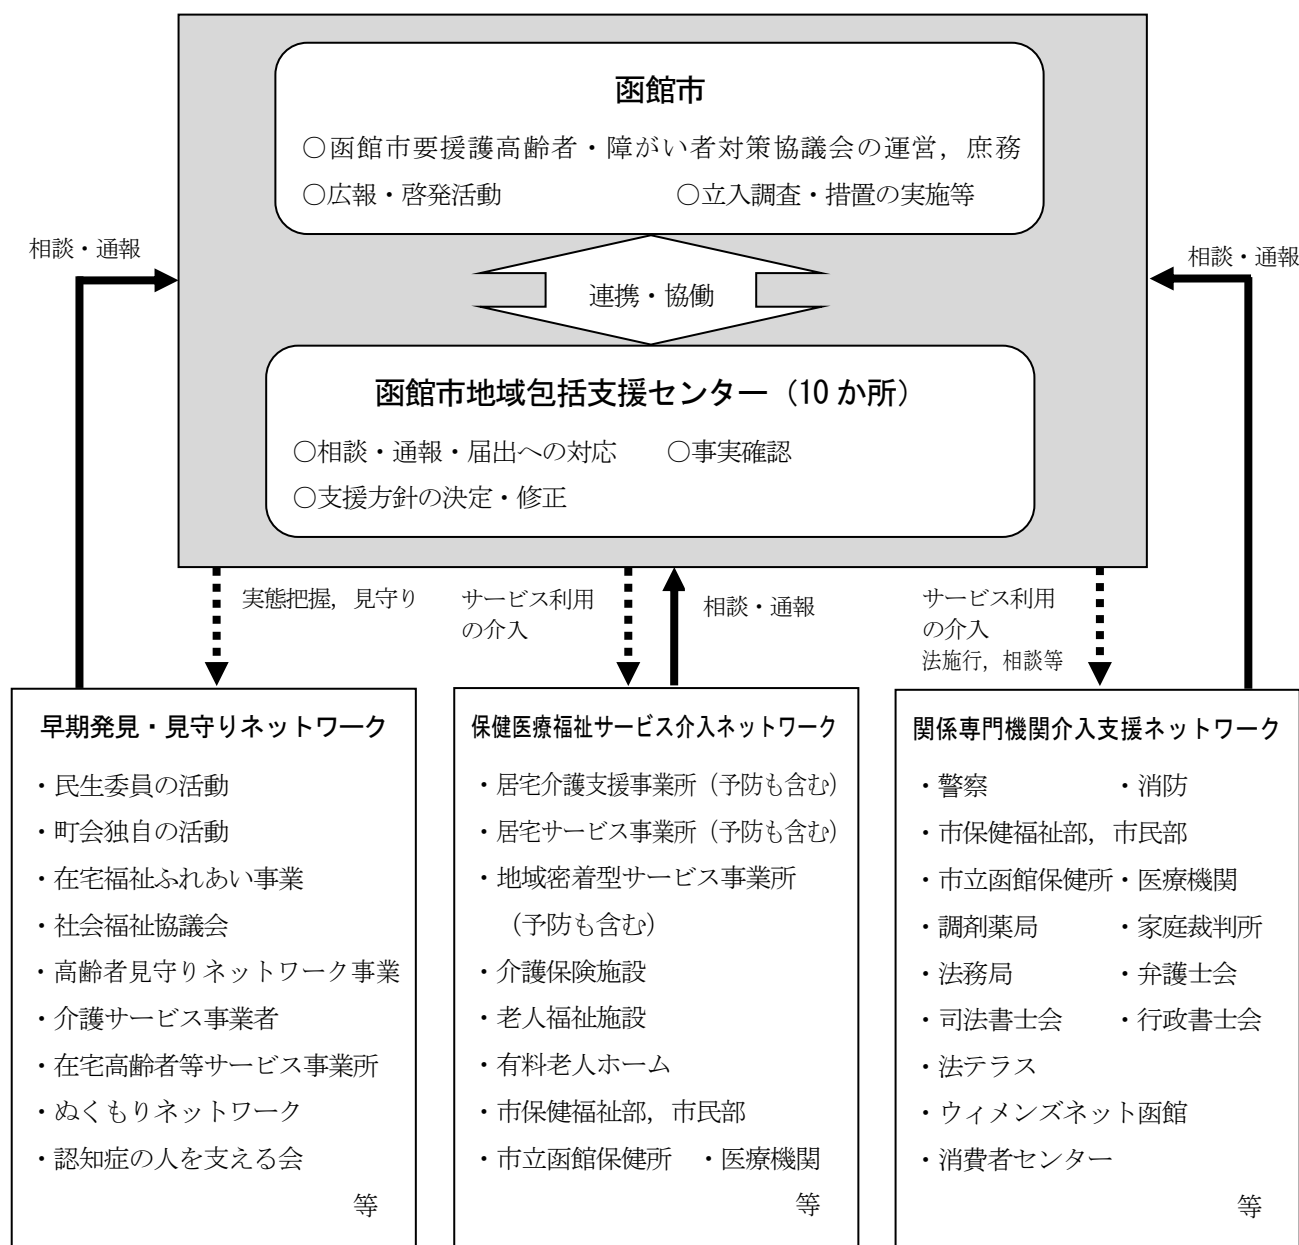 函館市
○函館市要援護高齢者・障がい者対策協議会の運営，庶務
○広報・啓発活動　○立入調査・措置の実施等
相談・通報
相談・通報
連携・協働
函館市地域包括支援センター（10 か所）
○相談・通報・届出への対応　○事実確認
○支援方針の決定・修正
実態把握，見守り
サービス利用
の介入
相談・通報
サービス利用
の介入
法施行，相談等
早期発見・見守りネットワーク
・民生委員の活動
・町会独自の活動
・在宅福祉ふれあい事業
・社会福祉協議会
・高齢者見守りネットワーク事業
・介護サービス事業者
・在宅高齢者等サービス事業所
・ぬくもりネットワーク
・認知症の人を支える会
等
保健医療福祉サービス介入ネットワーク
・居宅介護支援事業所（予防も含む）
・居宅サービス事業所（予防も含む）
・地域密着型サービス事業所
（予防も含む）
・介護保険施設
・老人福祉施設
・有料老人ホーム
・市保健福祉部，市民部
・市立函館保健所　・医療機関
等
関係専門機関介入支援ネットワーク
・警察　・消防
・市保健福祉部，市民部
・市立函館保健所・医療機関
・調剤薬局　・家庭裁判所
・法務局　・弁護士会
・司法書士会　・行政書士会
・法テラス
・ウィメンズネット函館
・消費者センター
等